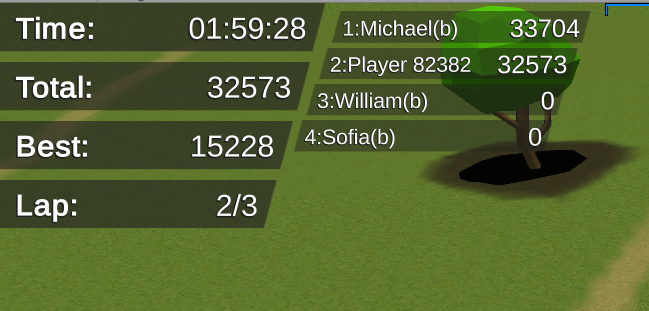 Time: 01:59:28
Total: 32573
Best: 15228
Lap: 2/3
1:Michael(b) 33704
2:Player 82382 32573
3:William(b) 0
4:Sofia(b) 0